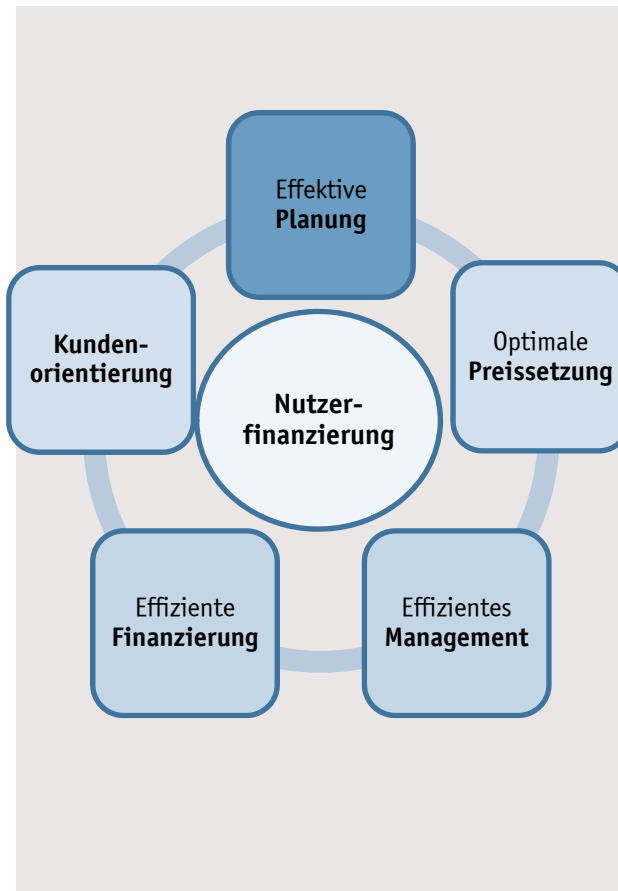 Effektive
Planung
Optimale
Preissetzung
Effizientes
Management
Effiziente
Finanzierung
Kunden-
orientierung
Nutzer-
finanzierung